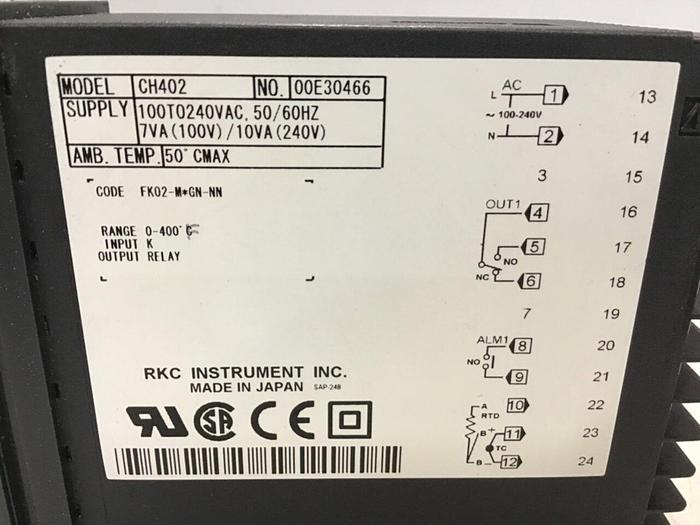 MODEL CH402 NO. 00E30466
SUPPLY 100TO240VAC, 50/60HZ
7VA(100V)/10VA(240V)
AMB. TEMP. 50°CMAX
CODE FK02-M*GN-NN
RANGE 0-400°
INPUT K
OUTPUT RELAY
RKC INSTRUMENT INC.
MADE IN JAPAN SAP-248
CE
L AC 1 13
~ 100-240V
N 2 14
3 15
OUT1 4 16
5 17
NO
NC 6 18
7 19
ALM1 8 20
NO
9 21
A 10 22
RTD
B+ 11 23
TC
B- 12 24